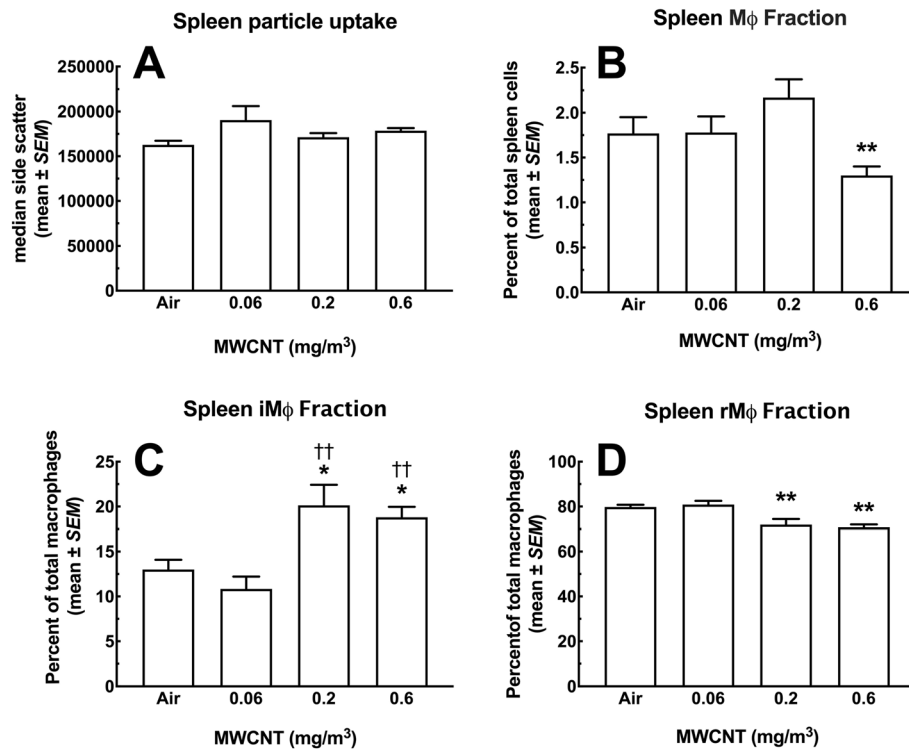 Spleen particle uptake
A
median side scatter
(mean ± SEM)
250000
200000
150000
100000
50000
0
Air 0.06 0.2 0.6
MWCNT (mg/m³)
Spleen Mϕ Fraction
B
Percent of total spleen cells
(mean ± SEM)
2.5
2.0
1.5
1.0
0.5
0.0
**
Air 0.06 0.2 0.6
MWCNT (mg/m³)
Spleen iMϕ Fraction
C
Percent of total macrophages
(mean ± SEM)
25
20
15
10
5
0
†† ††
* *
Air 0.06 0.2 0.6
MWCNT (mg/m³)
Spleen rMϕ Fraction
D
Percentof total macrophages
(mean ± SEM)
100
80
60
40
20
0
** **
Air 0.06 0.2 0.6
MWCNT (mg/m³)